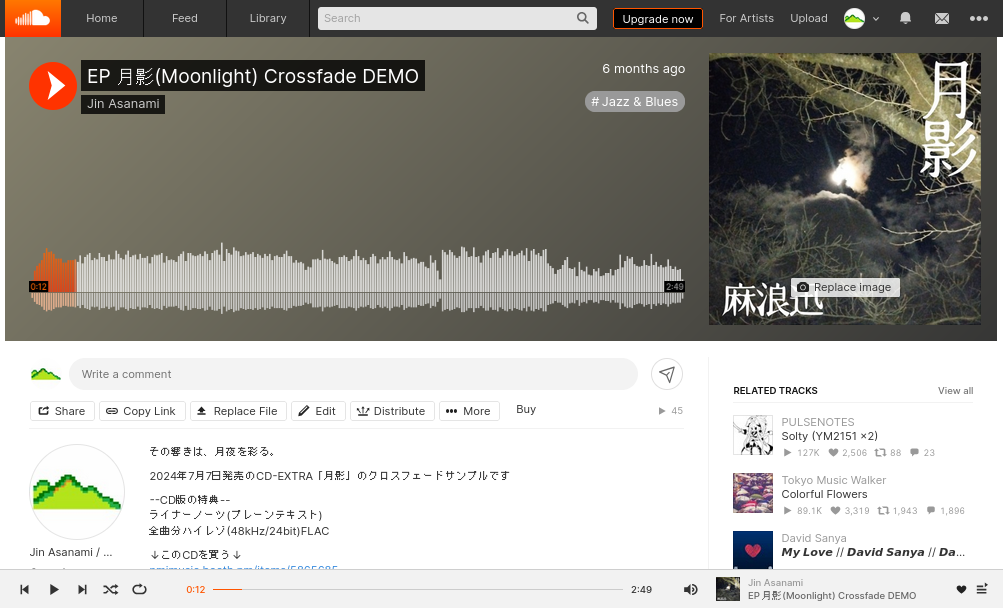 Home
Feed
Library
Search
Upgrade now
For Artists
Upload
EP 月影(Moonlight) Crossfade DEMO
Jin Asanami
6 months ago
# Jazz & Blues
月影
麻浪迅
Replace image
0:12
2:49
Write a comment
Share
Copy Link
Replace File
Edit
Distribute
More
Buy
45
その響きは、月夜を彩る。
2024年7月7日発売のCD-EXTRA「月影」のクロスフェードサンプルです
--CD版の特典--
ライナーノーツ(プレーンテキスト)
全曲分ハイレゾ(48kHz/24bit)FLAC
↓このCDを買う↓
Jin Asanami / ...
RELATED TRACKS
View all
PULSENOTES
Solty (YM2151 ×2)
127K
2,506
88
23
Tokyo Music Walker
Colorful Flowers
89.1K
3,319
1,943
1,896
David Sanya
My Love // David Sanya // Da...
0:12
2:49
Jin Asanami
EP 月影(Moonlight) Crossfade DEMO